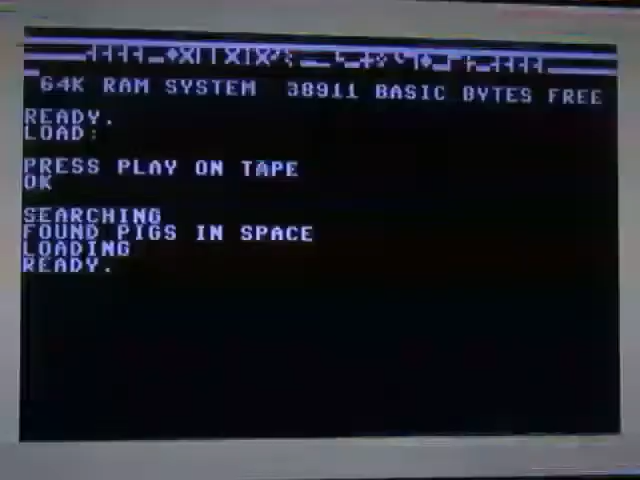 64K RAM SYSTEM 38911 BASIC BYTES FREE
READY.
LOAD:
PRESS PLAY ON TAPE
OK
SEARCHING
FOUND PIGS IN SPACE
LOADING
READY.